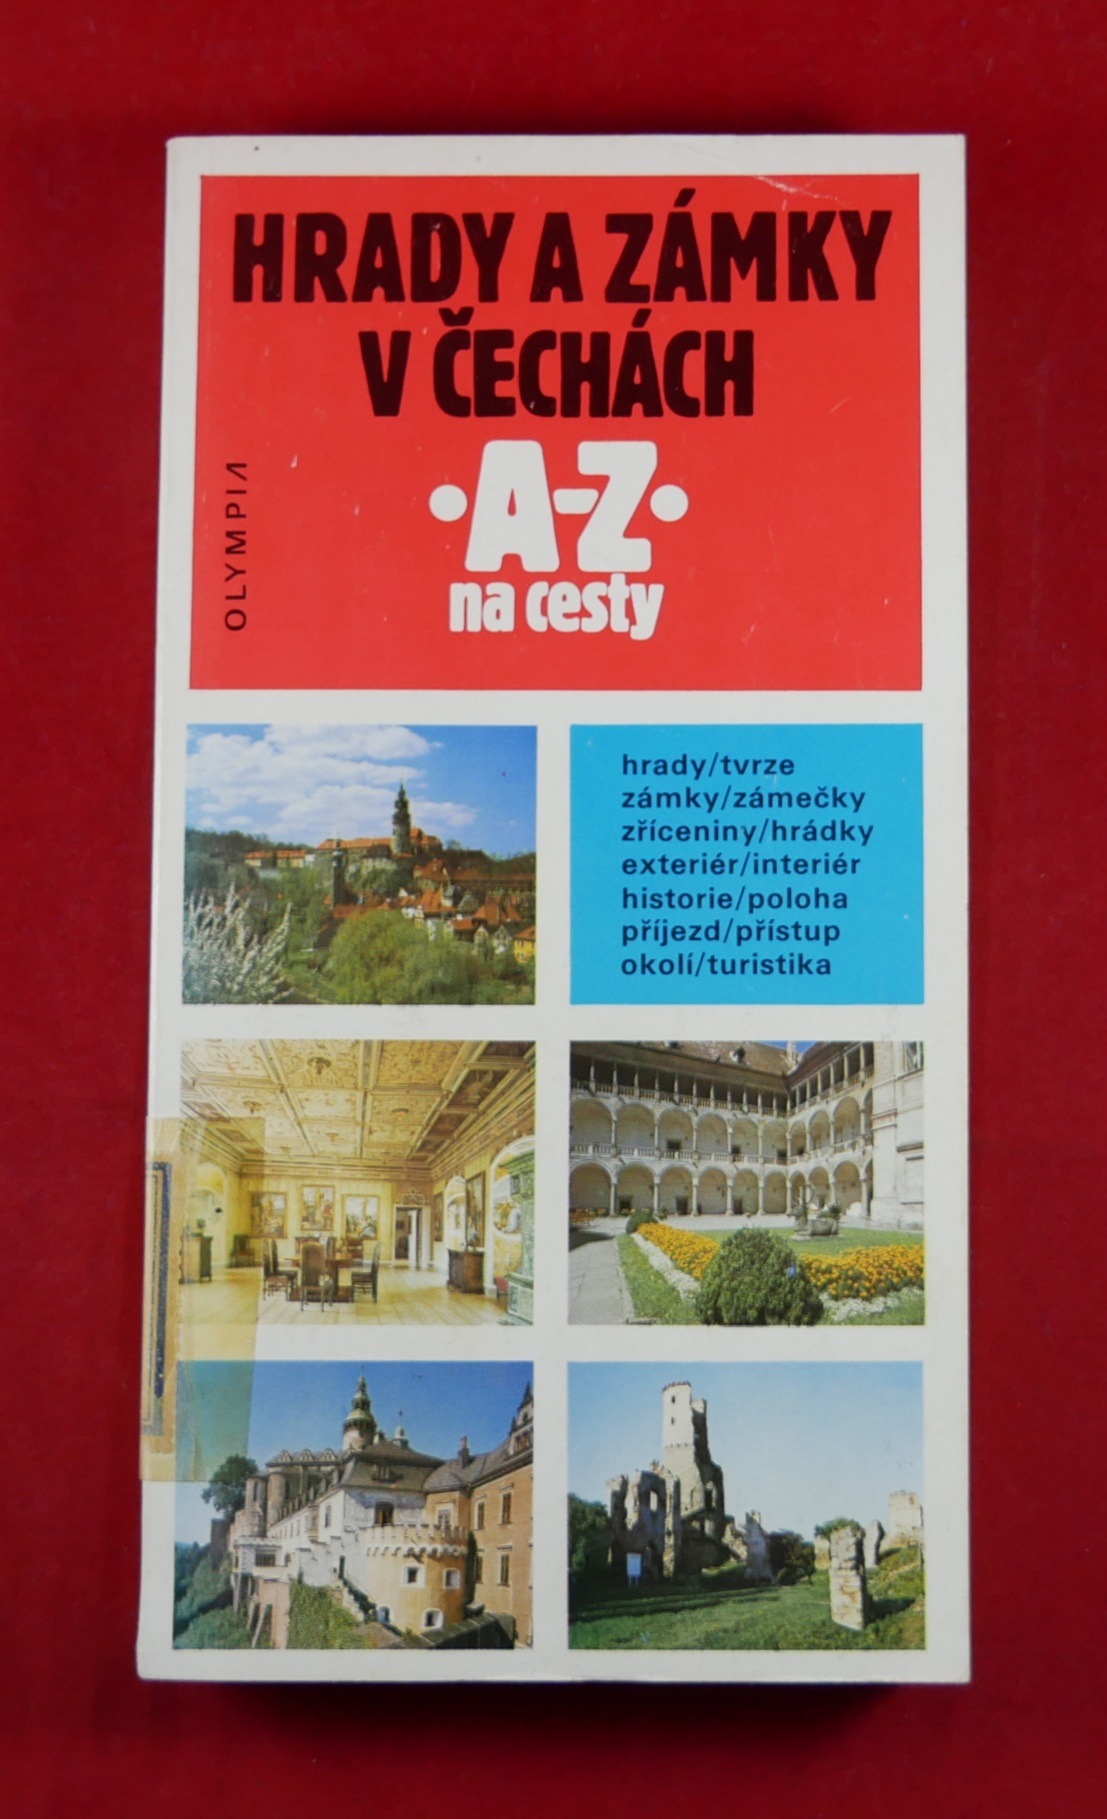 HRADY A ZÁMKY
V ČECHÁCH
•A-Z•
na cesty
OLYMPIA
hrady/tvrze
zámky/zámečky
zříceniny/hrádky
exteriér/interiér
historie/poloha
příjezd/přístup
okolí/turistika